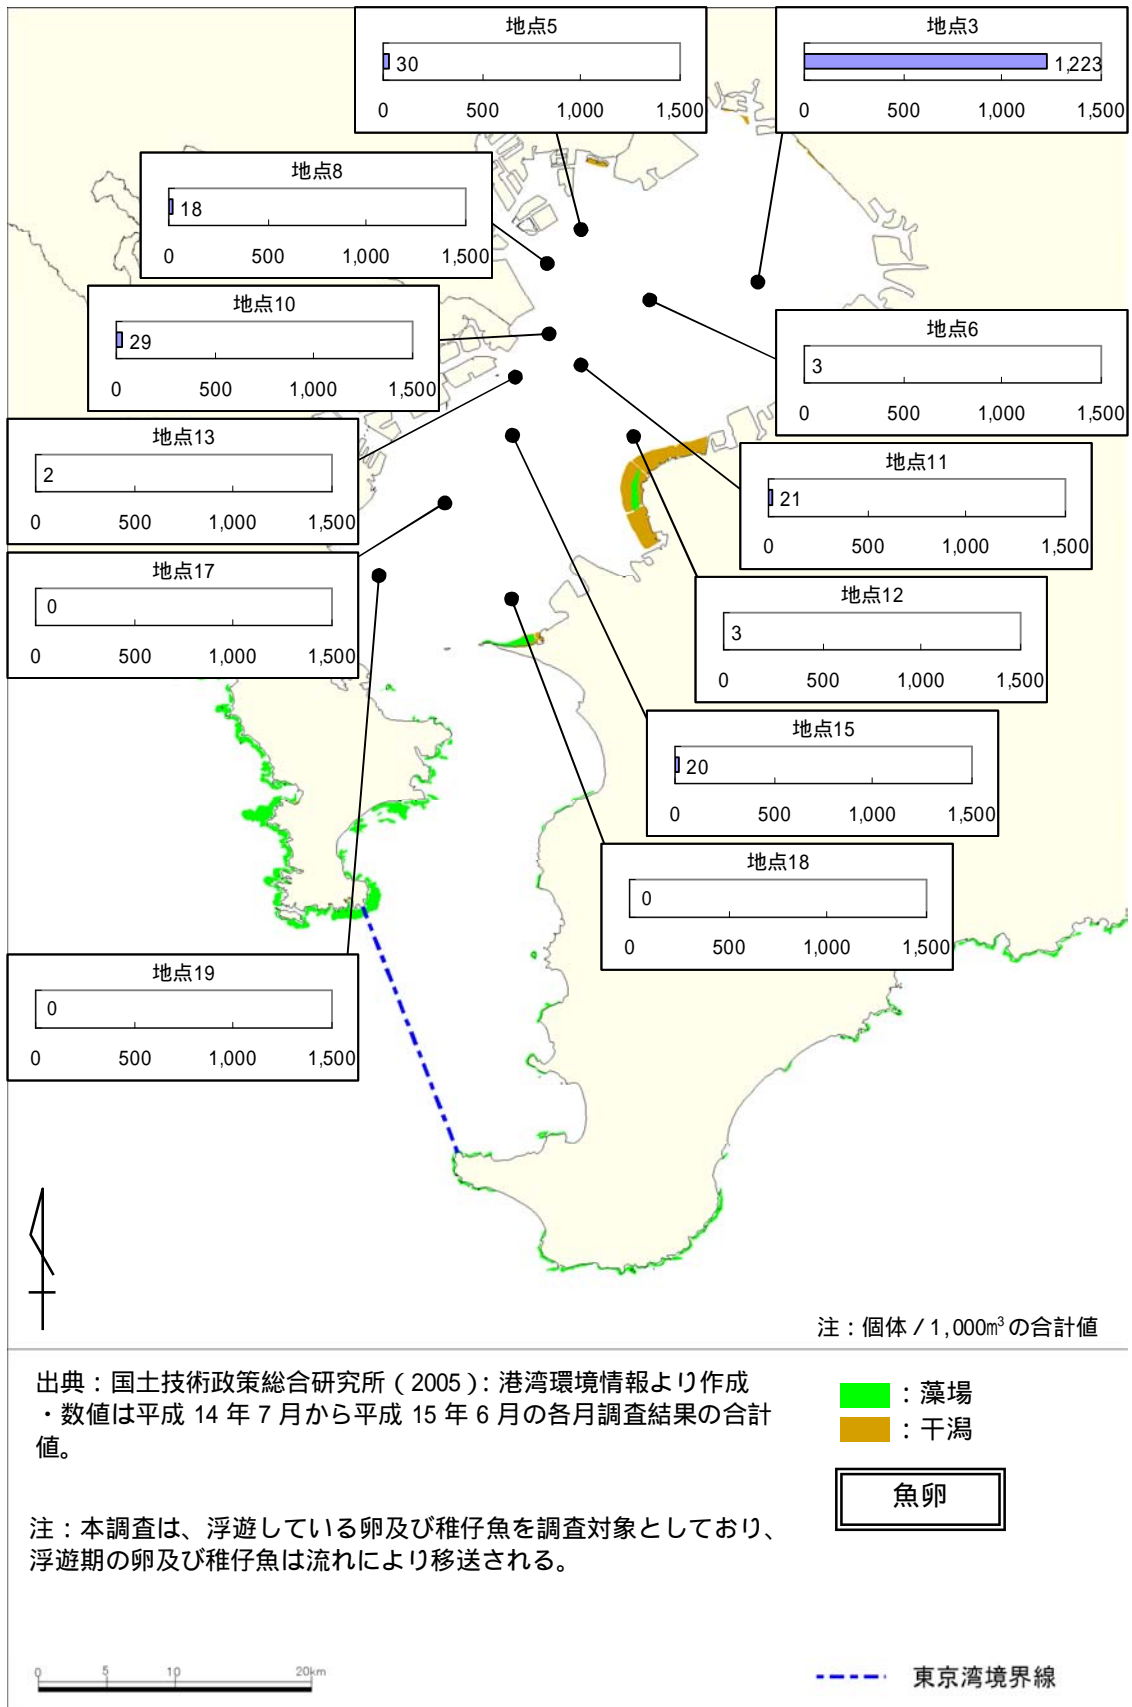 地点5
30
0 500 1,000 1,500
地点3
1,223
0 500 1,000 1,500
地点8
18
0 500 1,000 1,500
地点10
29
0 500 1,000 1,500
地点6
3
0 500 1,000 1,500
地点13
2
0 500 1,000 1,500
地点11
21
0 500 1,000 1,500
地点17
0
0 500 1,000 1,500
地点12
3
0 500 1,000 1,500
地点15
20
0 500 1,000 1,500
地点18
0
0 500 1,000 1,500
地点19
0
0 500 1,000 1,500
注：個体／1,000m³の合計値
出典：国土技術政策総合研究所（2005）：港湾環境情報より作成
・数値は平成 14 年 7 月から平成 15 年 6 月の各月調査結果の合計
値。
：藻場
：干潟
魚卵
注：本調査は、浮遊している卵及び稚仔魚を調査対象としており、
浮遊期の卵及び稚仔魚は流れにより移送される。
0 5 10 20km
東京湾境界線